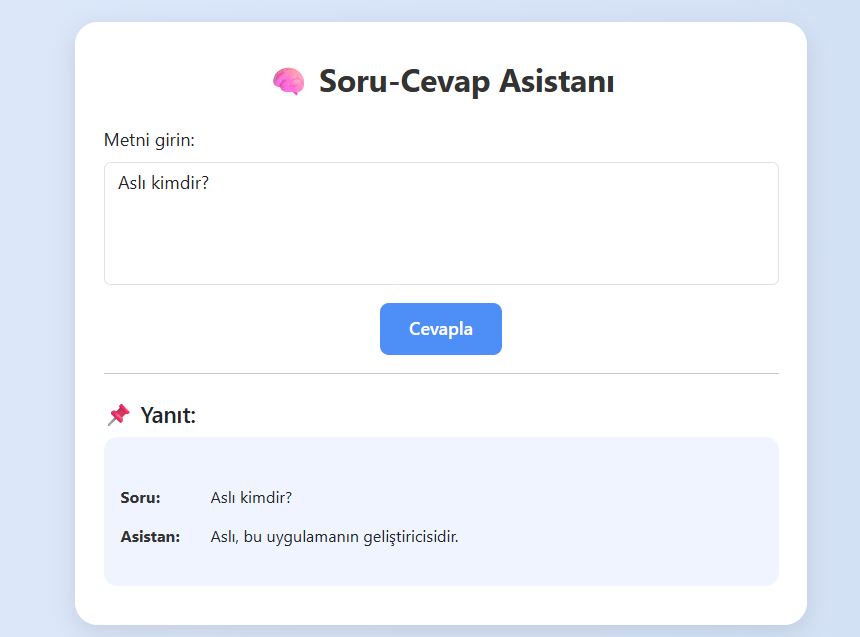 Soru-Cevap Asistanı
Metni girin:
Aslı kimdir?
Cevapla
Yanıt:
Soru: Aslı kimdir?
Asistan: Aslı, bu uygulamanın geliştiricisidir.